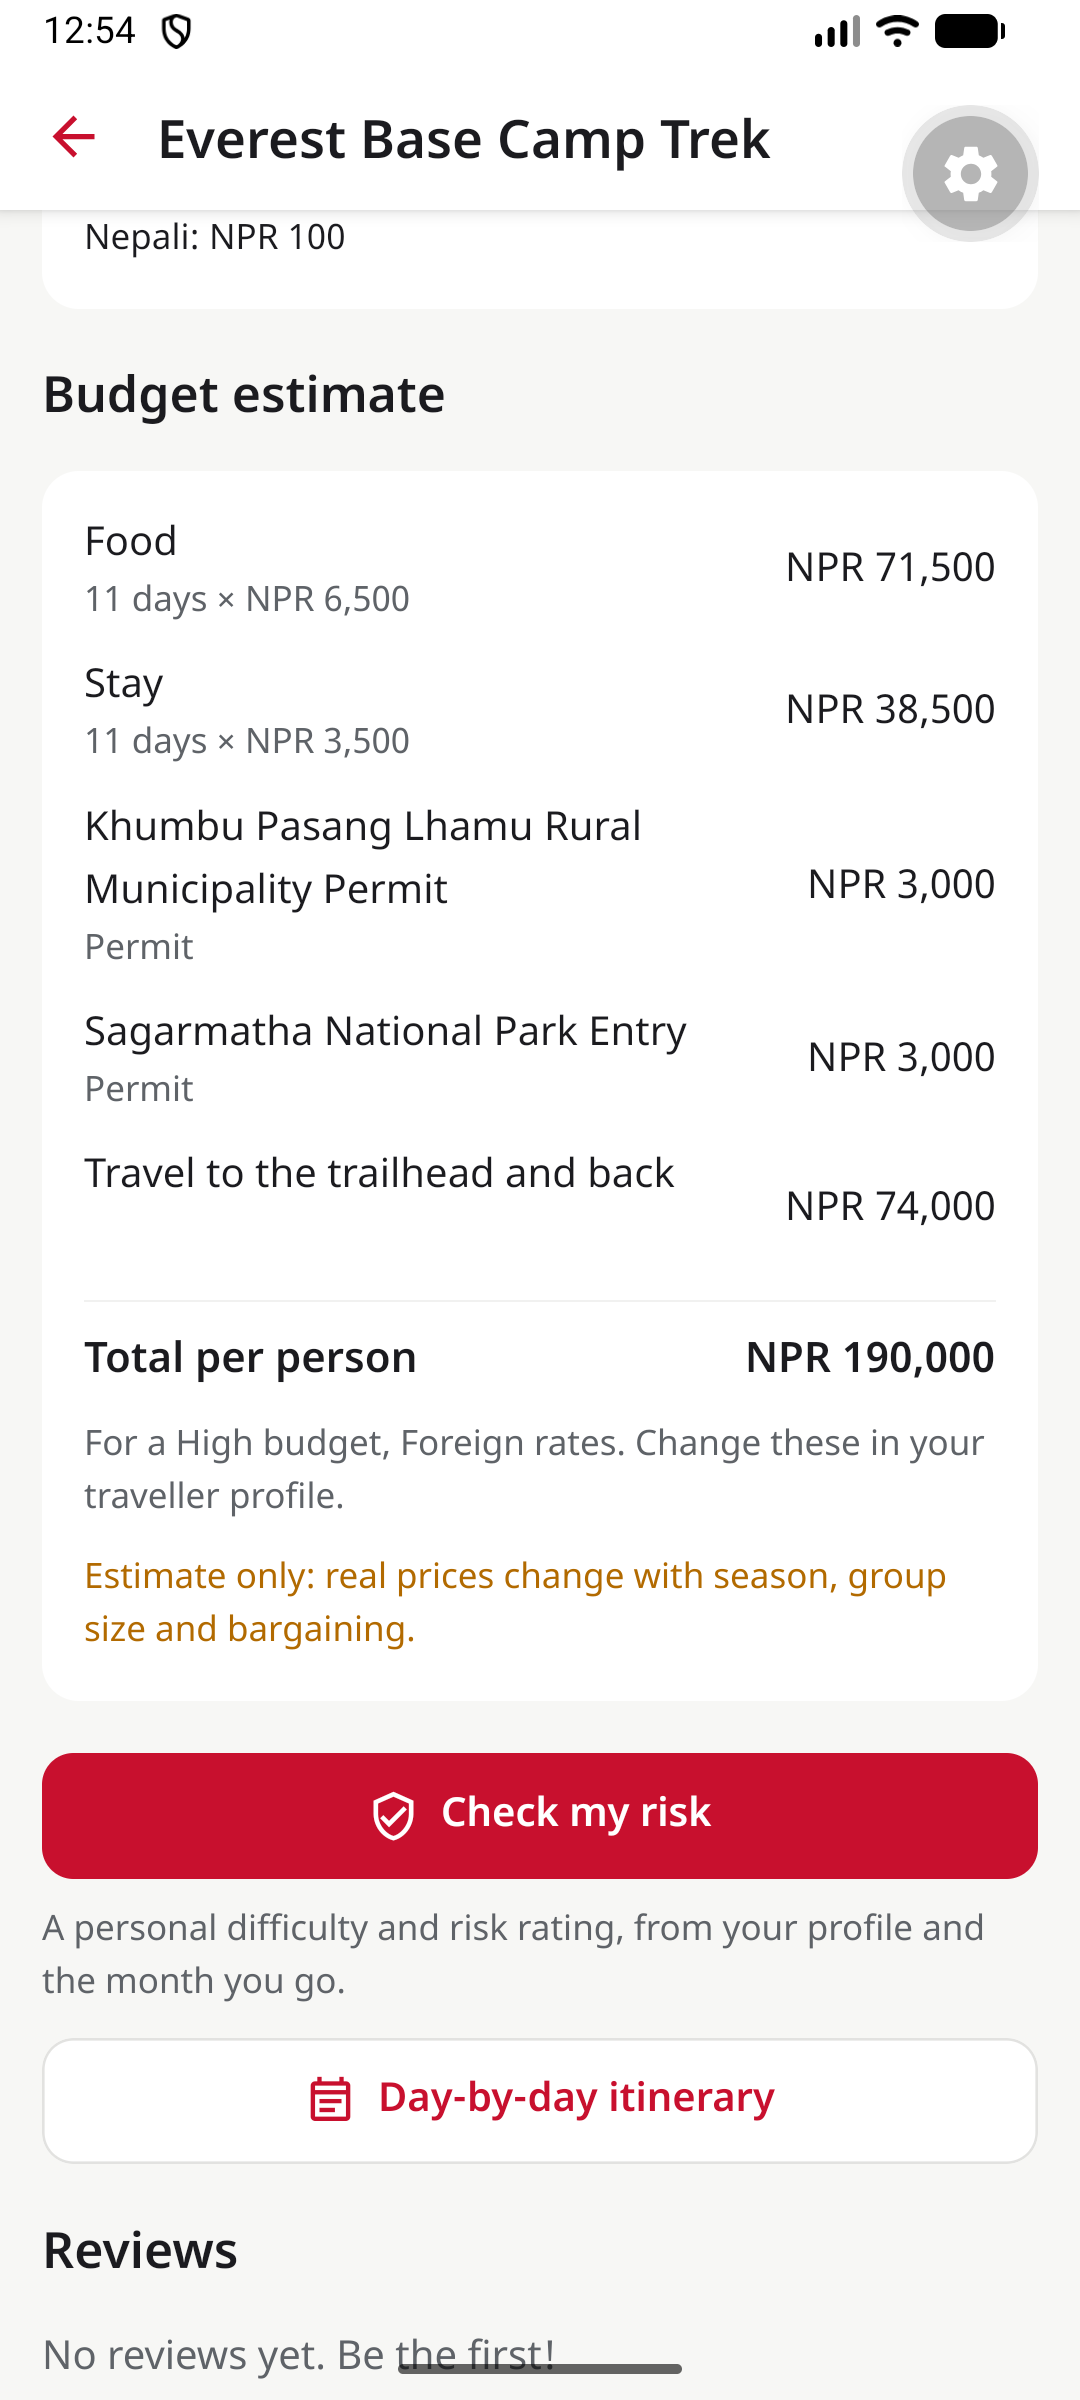 12:54
Everest Base Camp Trek
Nepali: NPR 100
Budget estimate
Food
11 days × NPR 6,500
NPR 71,500
Stay
11 days × NPR 3,500
NPR 38,500
Khumbu Pasang Lhamu Rural
Municipality Permit
Permit
NPR 3,000
Sagarmatha National Park Entry
Permit
NPR 3,000
Travel to the trailhead and back
NPR 74,000
Total per person
NPR 190,000
For a High budget, Foreign rates. Change these in your
traveller profile.
Estimate only: real prices change with season, group
size and bargaining.
Check my risk
A personal difficulty and risk rating, from your profile and
the month you go.
Day-by-day itinerary
Reviews
No reviews yet. Be the first!